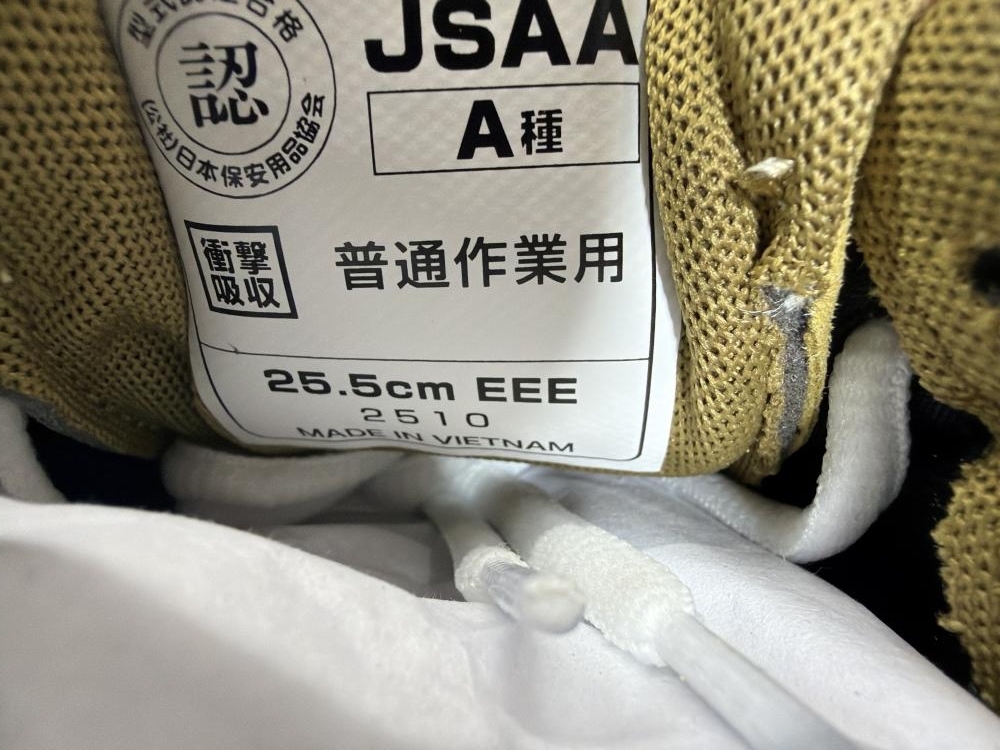 型式認定合格
認
(公社)日本保安用品協会
JSAA
A種
衝撃
吸収
普通作業用
25.5cm EEE
2510
MADE IN VIETNAM